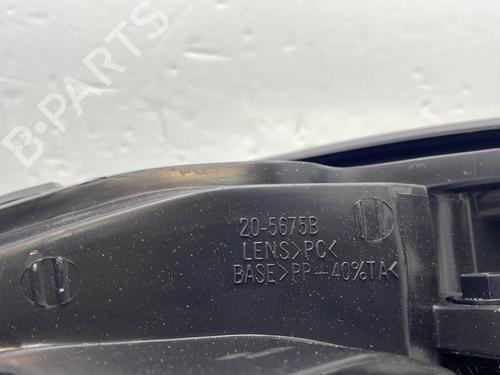 B-PARTS
20-5675B
LENS>PC<
BASE>PP+40%TA<